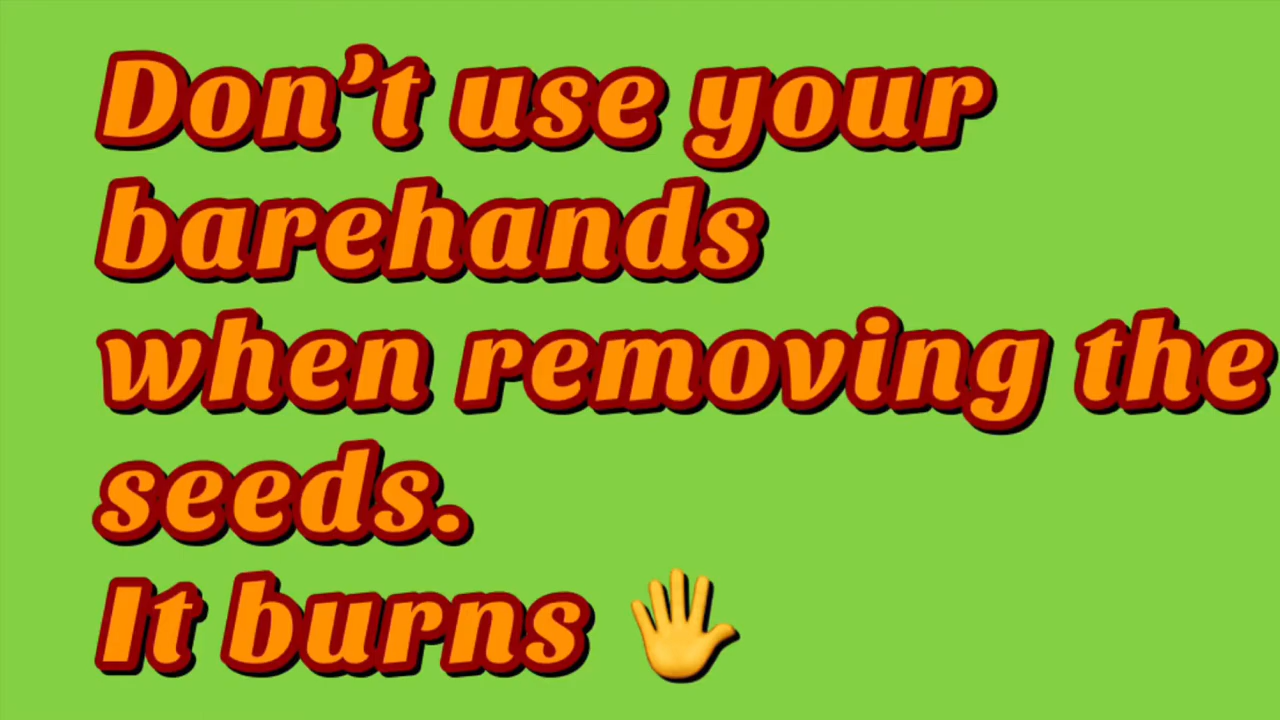 Don't use your
barehands
when removing the
seeds.
It burns 🖐